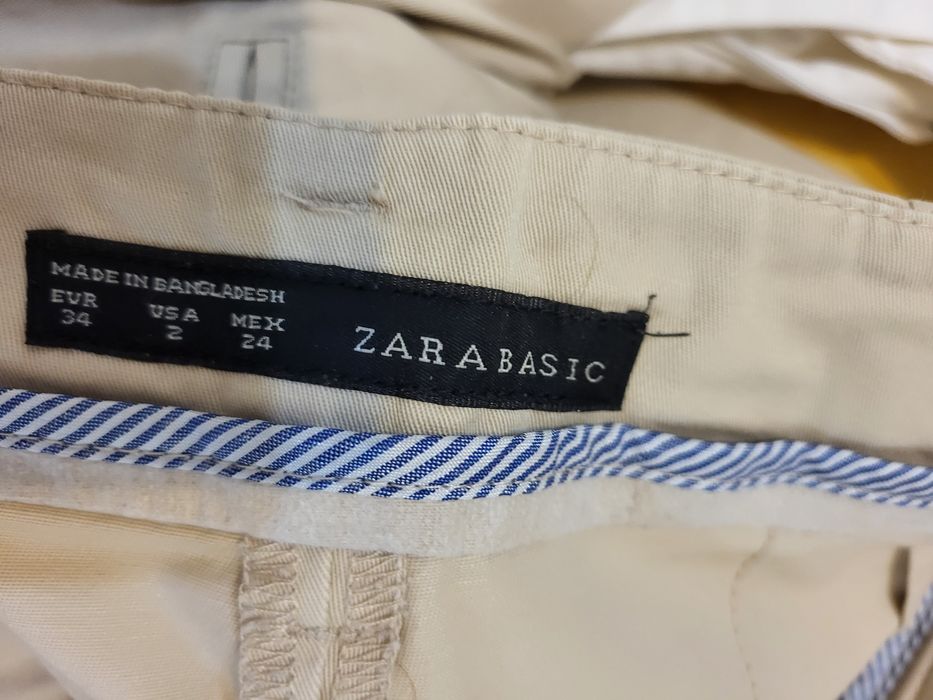 MADE IN BANGLADESH
EUR USA MEX
34 2 24
ZARA BASIC